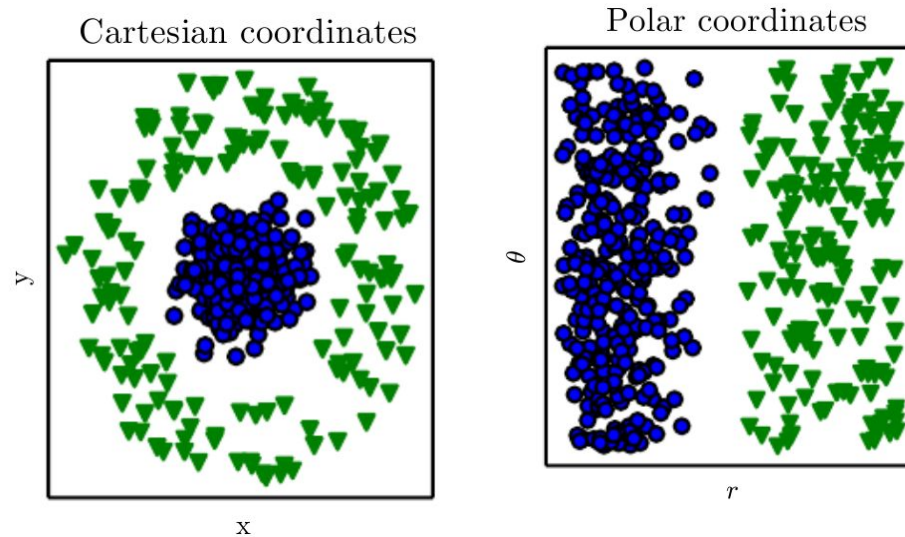 Cartesian coordinates
y
x
Polar coordinates
θ
r